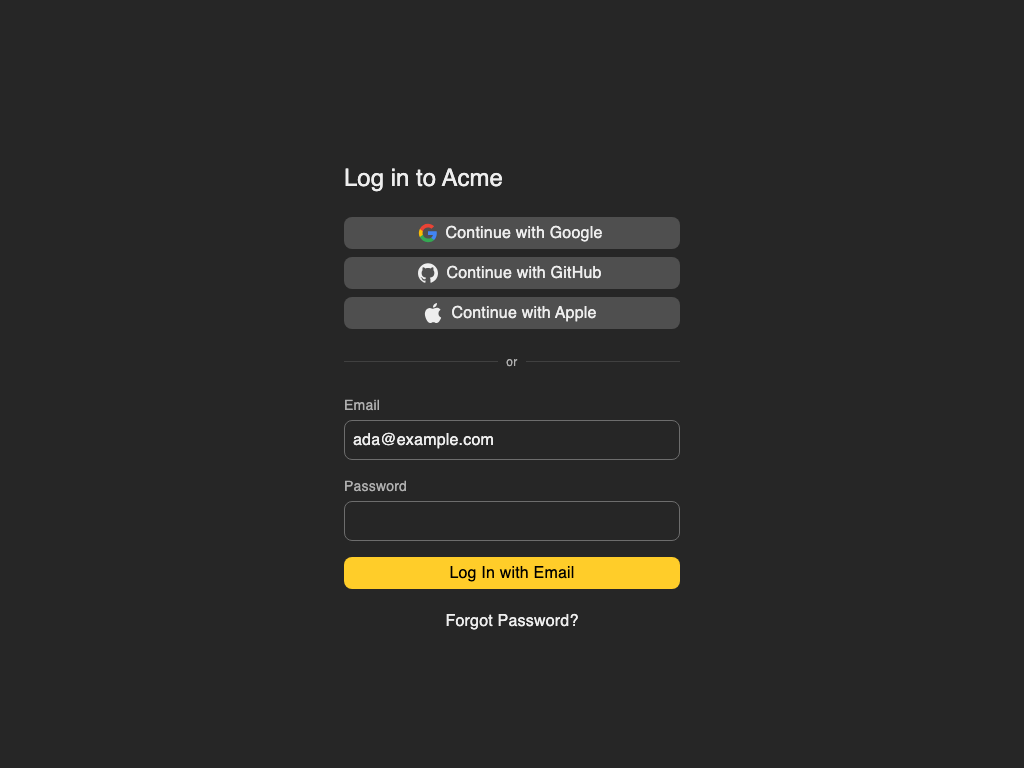 Log in to Acme
Continue with Google
Continue with GitHub
Continue with Apple
or
Email
ada@example.com
Password
Log In with Email
Forgot Password?